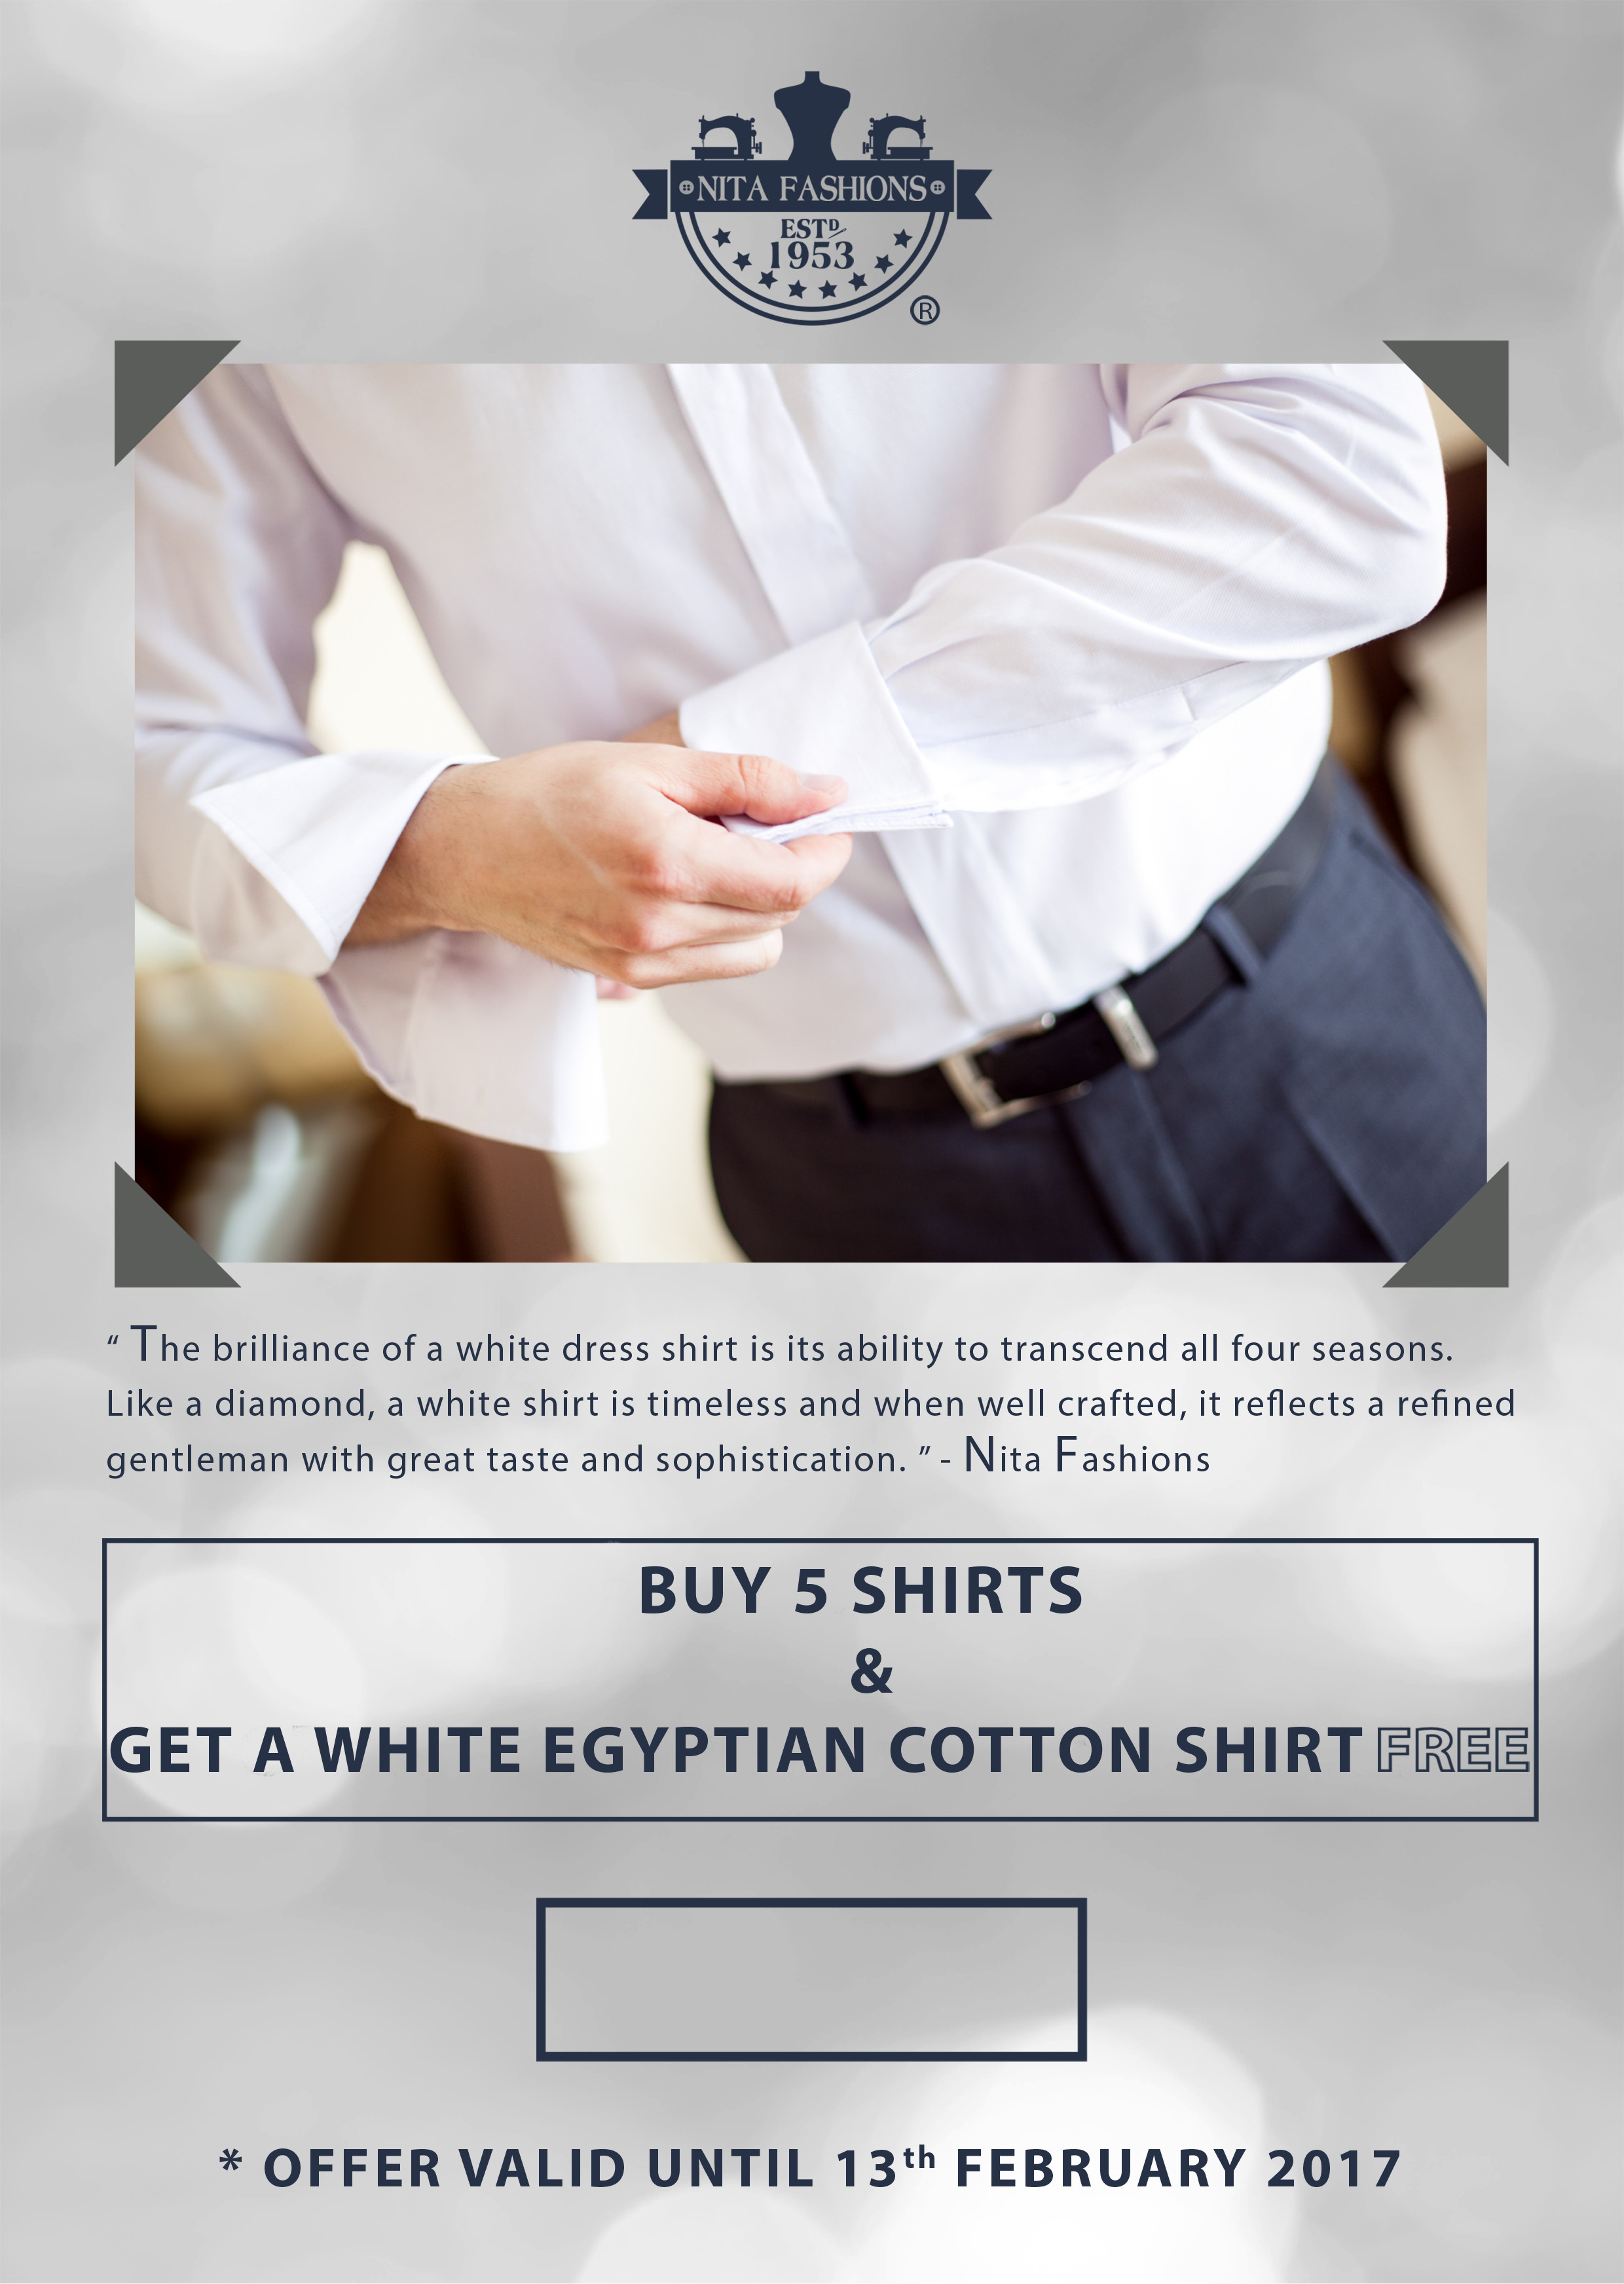 NITA FASHIONS
ESTD
1953
®
“ The brilliance of a white dress shirt is its ability to transcend all four seasons.
Like a diamond, a white shirt is timeless and when well crafted, it reflects a refined
gentleman with great taste and sophistication. ” - Nita Fashions
BUY 5 SHIRTS
&
GET A WHITE EGYPTIAN COTTON SHIRT FREE
* OFFER VALID UNTIL 13th FEBRUARY 2017